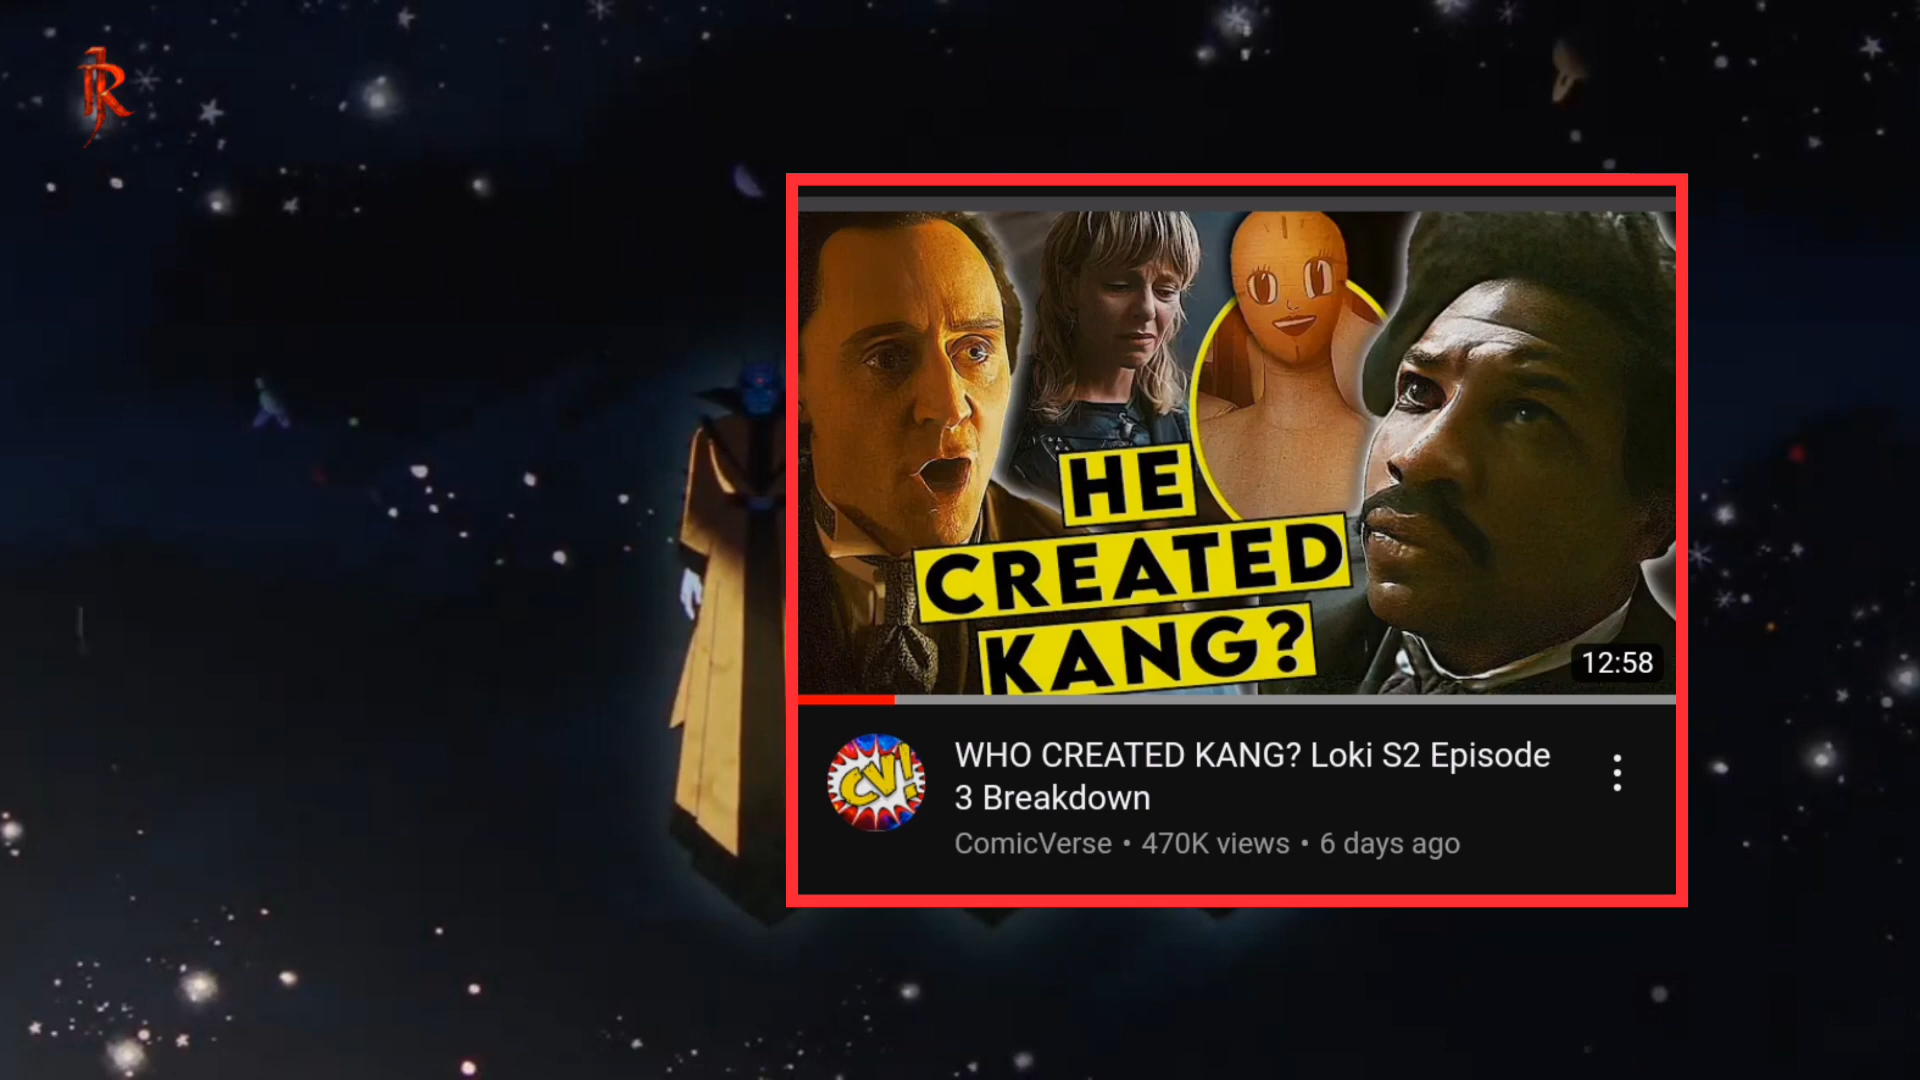 JR
HE
CREATED
KANG?
12:58
CV!
WHO CREATED KANG? Loki S2 Episode
3 Breakdown
ComicVerse • 470K views • 6 days ago